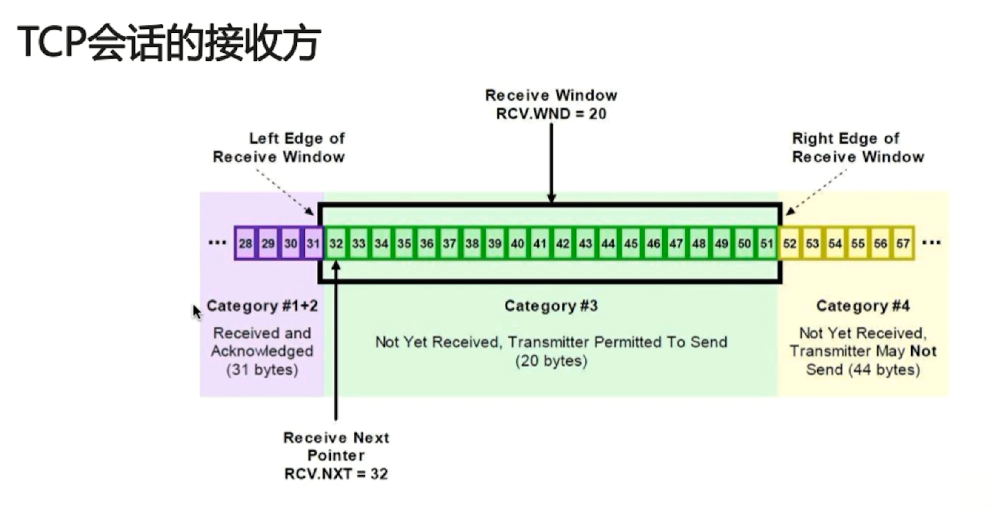 TCP会话的接收方
Receive Window
RCV.WND = 20
Left Edge of
Receive Window
Right Edge of
Receive Window
... 28 29 30 31 32 33 34 35 36 37 38 39 40 41 42 43 44 45 46 47 48 49 50 51 52 53 54 55 56 57 ...
Category #1+2
Received and
Acknowledged
(31 bytes)
Category #3
Not Yet Received, Transmitter Permitted To Send
(20 bytes)
Category #4
Not Yet Received,
Transmitter May Not
Send (44 bytes)
Receive Next
Pointer
RCV.NXT = 32